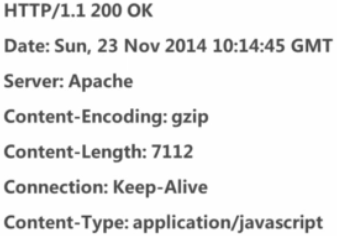 HTTP/1.1 200 OK
Date: Sun, 23 Nov 2014 10:14:45 GMT
Server: Apache
Content-Encoding: gzip
Content-Length: 7112
Connection: Keep-Alive
Content-Type: application/javascript